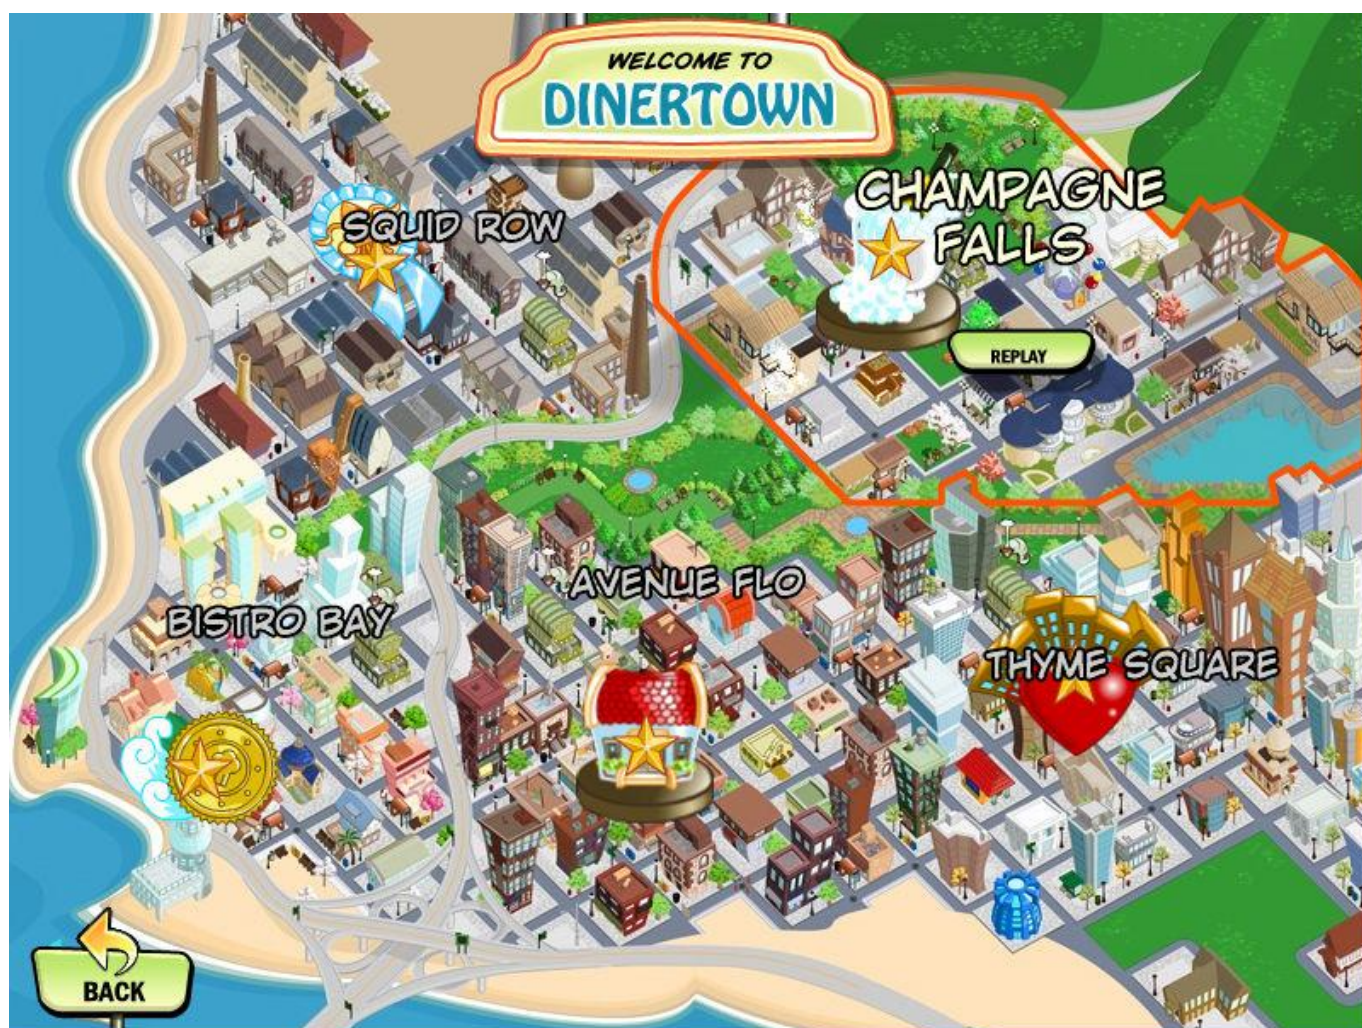 WELCOME TO
DINERTOWN
CHAMPAGNE
FALLS
SQUID ROW
REPLAY
AVENUE FLO
BISTRO BAY
THYME SQUARE
BACK